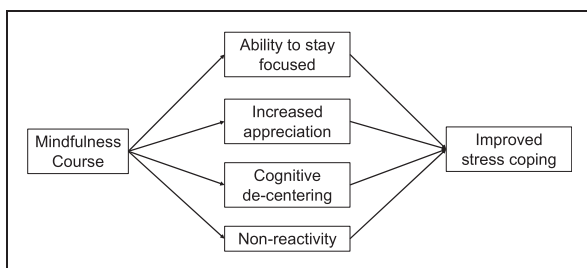 Ability to stay
focused
Increased
appreciation
Mindfulness
Course
Improved
stress coping
Cognitive
de-centering
Non-reactivity